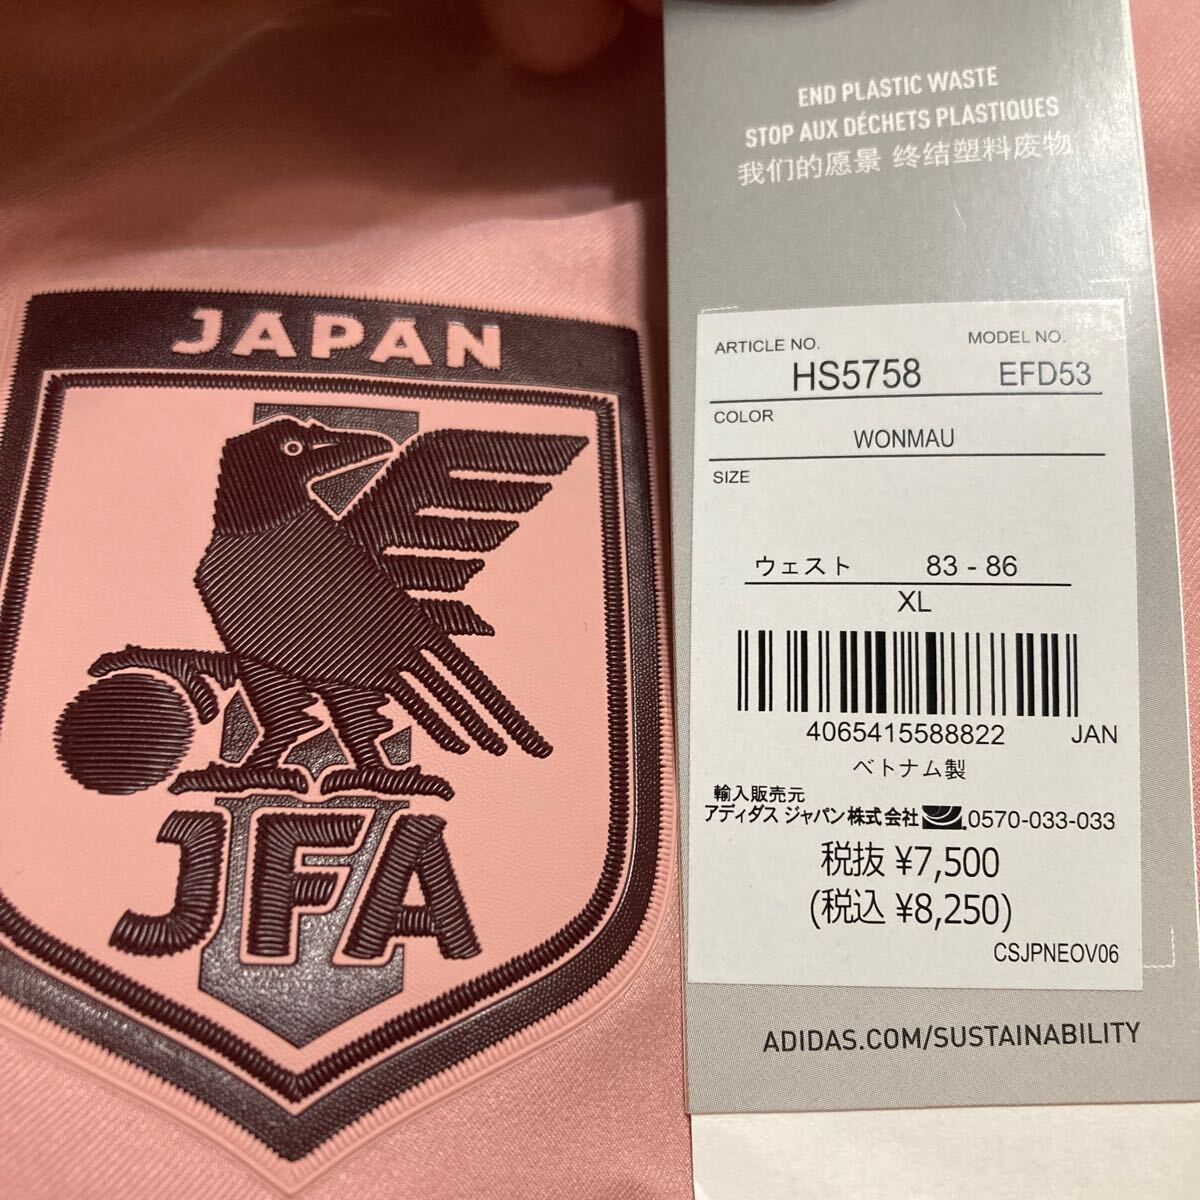 JAPAN
JFA
END PLASTIC WASTE
STOP AUX DÉCHETS PLASTIQUES
我们的愿景 终结塑料废物
ARTICLE NO. MODEL NO.
HS5758 EFD53
COLOR
WONMAU
SIZE
ウェスト 83 - 86
XL
4065415588822 JAN
ベトナム製
輸入販売元
アディダス ジャパン株式会社 0570-033-033
税抜 ¥7,500
(税込 ¥8,250)
CSJPNEOV06
ADIDAS.COM/SUSTAINABILITY